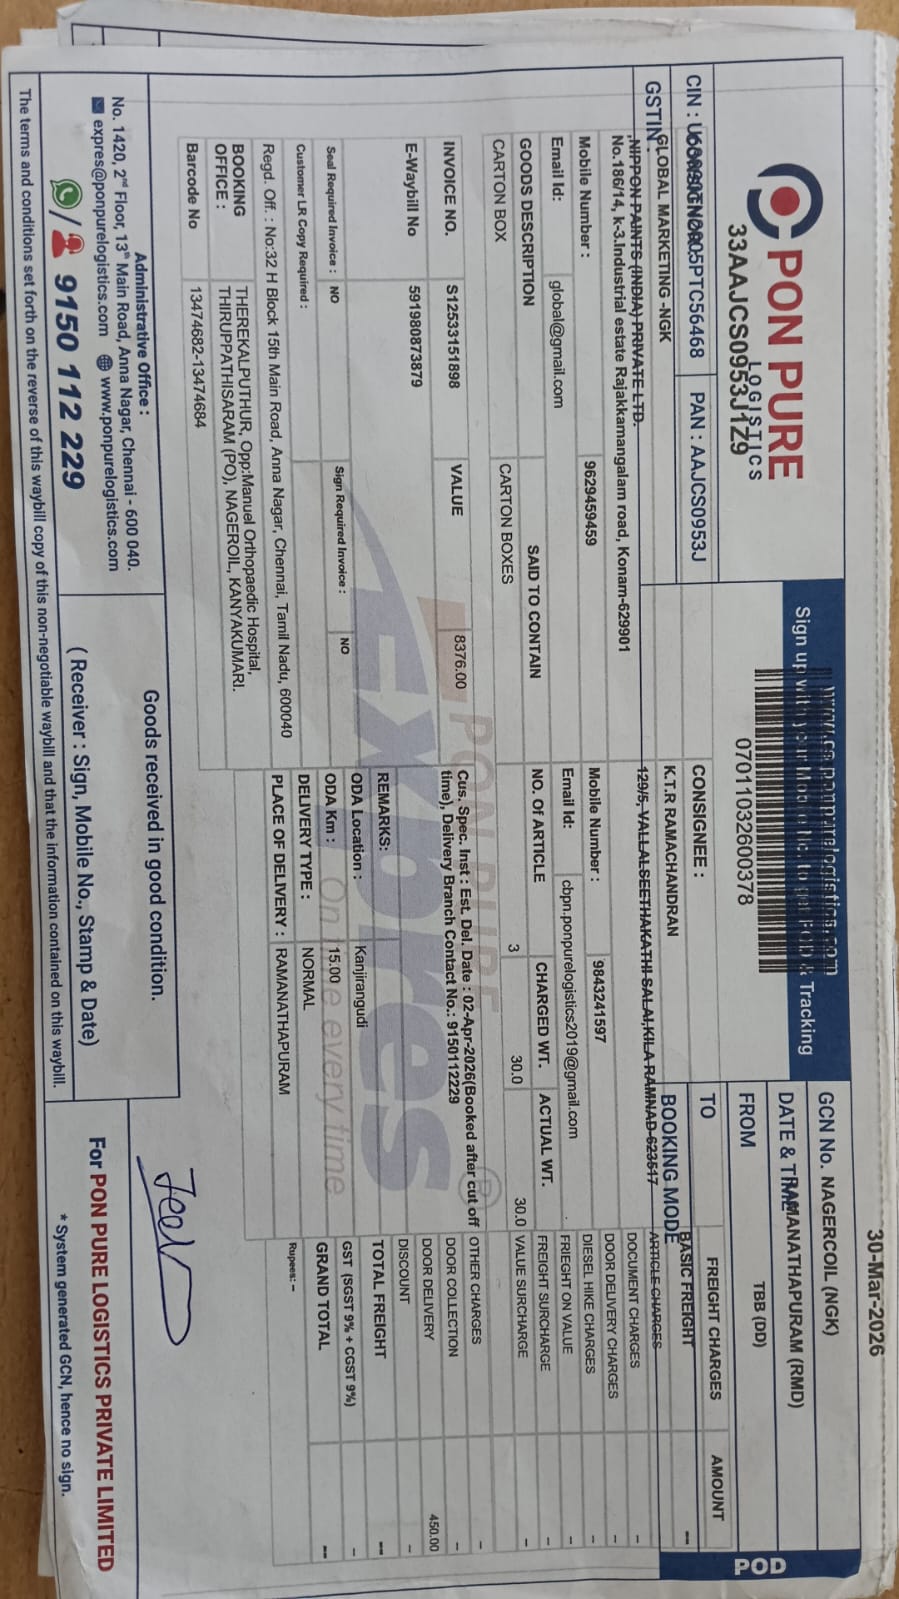 30-Mar-2026
PON PURE
LOGISTICS
33AAJCS0953J1Z9
www.ponpurelogistics.com
Sign up with your Mobile No. to get POD & Tracking
07011032600378
GCN No. NAGERCOIL (NGK)
DATE & TIME RAMANATHAPURAM (RMD)
FROM TBB (DD)
TO
POD
CIN : PAN : AAJCS0953J
GSTIN :
GLOBAL MARKETING -NGK
NIPPON PAINTS (INDIA) PRIVATE LTD.
No.186/14, k-3.Industrial estate Rajakkamangalam road, Konam-629901
Mobile Number : 9629459459
Email Id: global@gmail.com
CONSIGNEE :
K.T.R RAMACHANDRAN
129/5, VALLAL SEETHAKATHI SALAI,KILA RAMNAD-623517
Mobile Number : 9843241597
Email Id: cbpn.ponpurelogistics2019@gmail.com
GOODS DESCRIPTION SAID TO CONTAIN NO. Of ARTICLE CHARGED WT. ACTUAL WT.
CARTON BOX CARTON BOXES 3 30.0 30.0
INVOICE NO. S12533151898 VALUE 8376.00
E-Waybill No 591980873879
Cus. Spec. Inst : Est. Del. Date : 02-Apr-2026(Booked after cut off
time), Delivery Branch Contact No.: 9150112229
REMARKS:
Seal Required Invoice : NO Sign Required Invoice : NO
Customer LR Copy Required :
ODA Location : Kanjirangudi
ODA Km : 15.00
DELIVERY TYPE : NORMAL
PLACE OF DELIVERY : RAMANATHAPURAM
Regd. Off. : No:32 H Block 15th Main Road, Anna Nagar, Chennai, Tamil Nadu, 600040
BOOKING OFFICE : THEREKALPUTHUR, Opp:Manuel Orthopaedic Hospital,
THIRUPPATHISARAM (PO), NAGEROIL, KANYAKUMARI.
Barcode No 13474682-13474684
PON PURE
Expres
On time every time
BOOKING MODE
FREIGHT CHARGES AMOUNT
BASIC FREIGHT --
ARTICLE CHARGES
DOCUMENT CHARGES -
DOOR DELIVERY CHARGES -
DIESEL HIKE CHARGES -
FRIEGHT ON VALUE -
FREIGHT SURCHARGE -
VALUE SURCHARGE -
OTHER CHARGES -
DOOR COLLECTION -
DOOR DELIVERY 450.00
DISCOUNT -
TOTAL FREIGHT --
GST (SGST 9% + CGST 9%) -
GRAND TOTAL --
Rupees: -
Administrative Office :
No. 1420, 2nd Floor, 13th Main Road, Anna Nagar, Chennai - 600 040.
expres@ponpurelogistics.com www.ponpurelogistics.com
/ 9150 112 229
Goods received in good condition.
( Receiver : Sign, Mobile No., Stamp & Date)
For PON PURE LOGISTICS PRIVATE LIMITED
* System generated GCN, hence no sign.
The terms and conditions set forth on the reverse of this waybill copy of this non-negotiable waybill and that the information contained on this waybill.